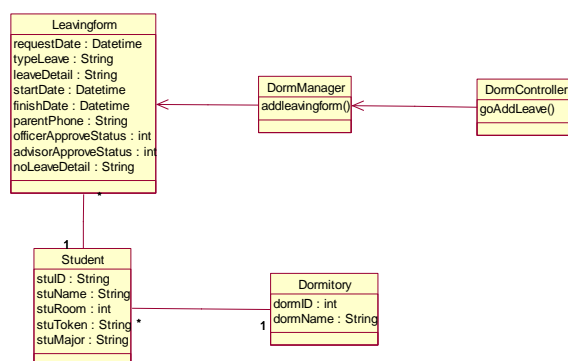 Leavingform
requestDate : Datetime
typeLeave : String
leaveDetail : String
startDate : Datetime
finishDate : Datetime
parentPhone : String
officerApproveStatus : int
advisorApproveStatus : int
noLeaveDetail : String
DormManager
addleavingform()
DormController
goAddLeave()
*
1
Student
stuID : String
stuName : String
stuRoom : int
stuToken : String
stuMajor : String
*
1
Dormitory
dormID : int
dormName : String